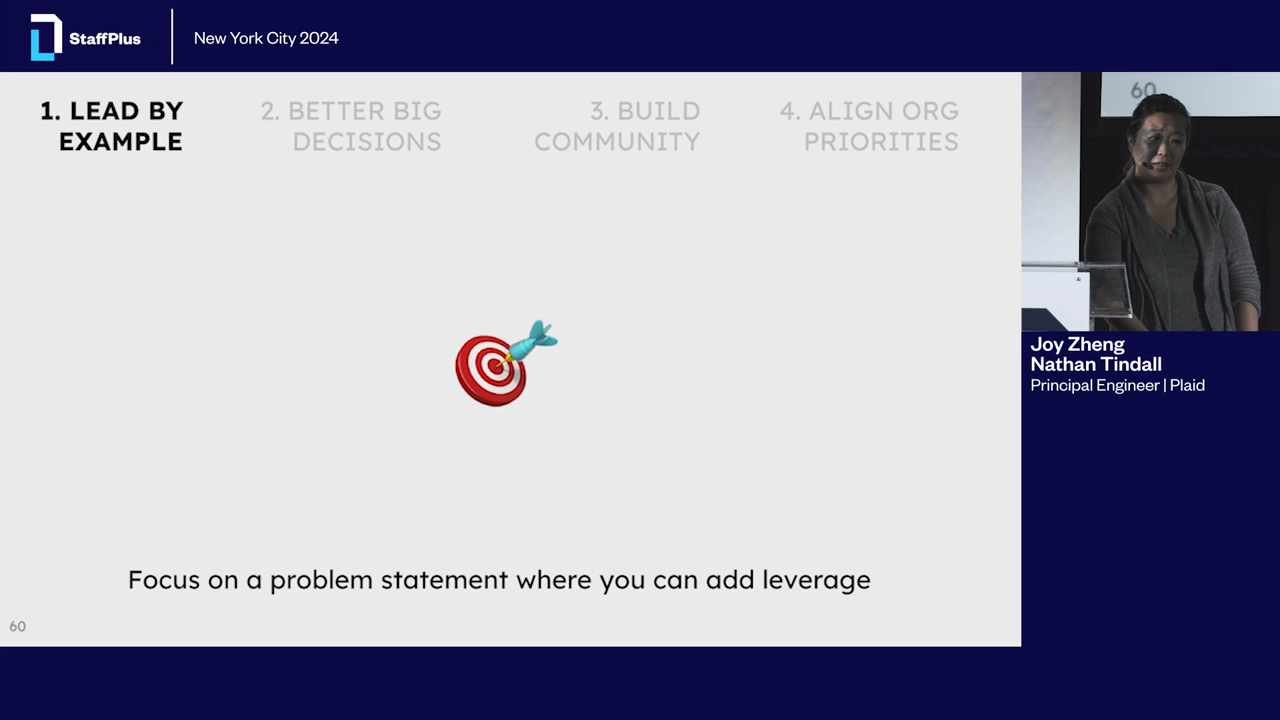 StaffPlus
New York City 2024
1. LEAD BY
EXAMPLE
2. BETTER BIG
DECISIONS
3. BUILD
COMMUNITY
4. ALIGN ORG
PRIORITIES
60
Joy Zheng
Nathan Tindall
Principal Engineer | Plaid
Focus on a problem statement where you can add leverage
60